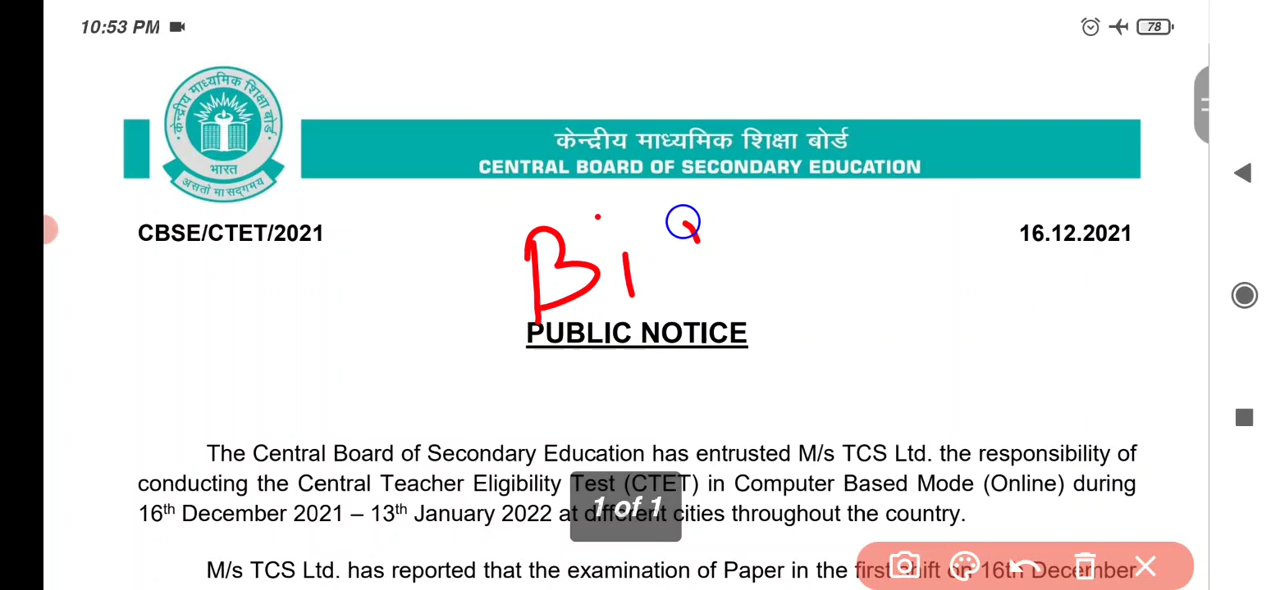 10:53 PM
78
केन्द्रीय माध्यमिक शिक्षा बोर्ड
भारत
असतो मा सद्गमय
केन्द्रीय माध्यमिक शिक्षा बोर्ड
CENTRAL BOARD OF SECONDARY EDUCATION
CBSE/CTET/2021
16.12.2021
Bi
PUBLIC NOTICE
The Central Board of Secondary Education has entrusted M/s TCS Ltd. the responsibility of
conducting the Central Teacher Eligibility Test (CTET) in Computer Based Mode (Online) during
16th December 2021 – 13th January 2022 at different cities throughout the country.
1 of 1
M/s TCS Ltd. has reported that the examination of Paper in the first shift on 16th December